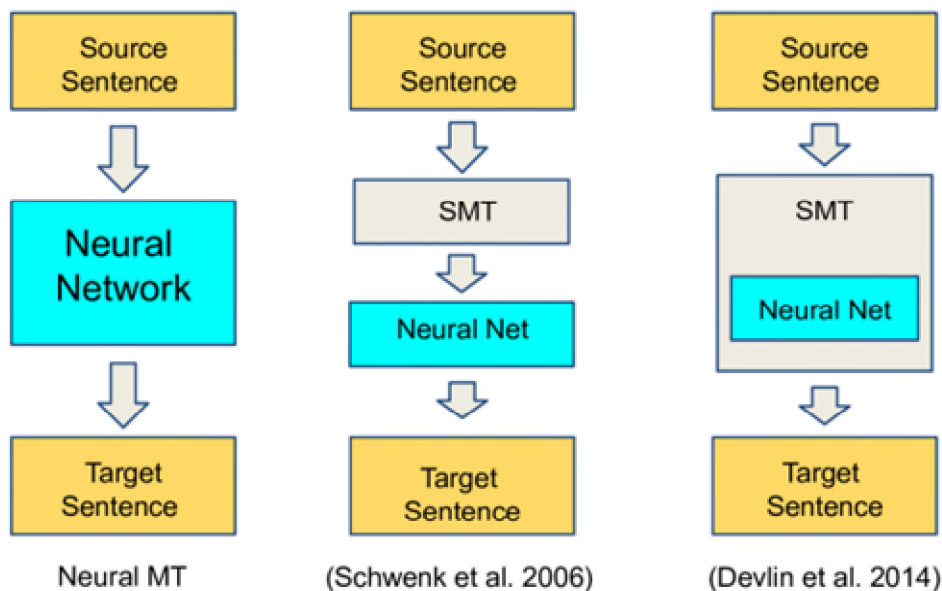 Source
Sentence
Neural
Network
Target
Sentence
Neural MT
Source
Sentence
SMT
Neural Net
Target
Sentence
(Schwenk et al. 2006)
Source
Sentence
SMT
Neural Net
Target
Sentence
(Devlin et al. 2014)